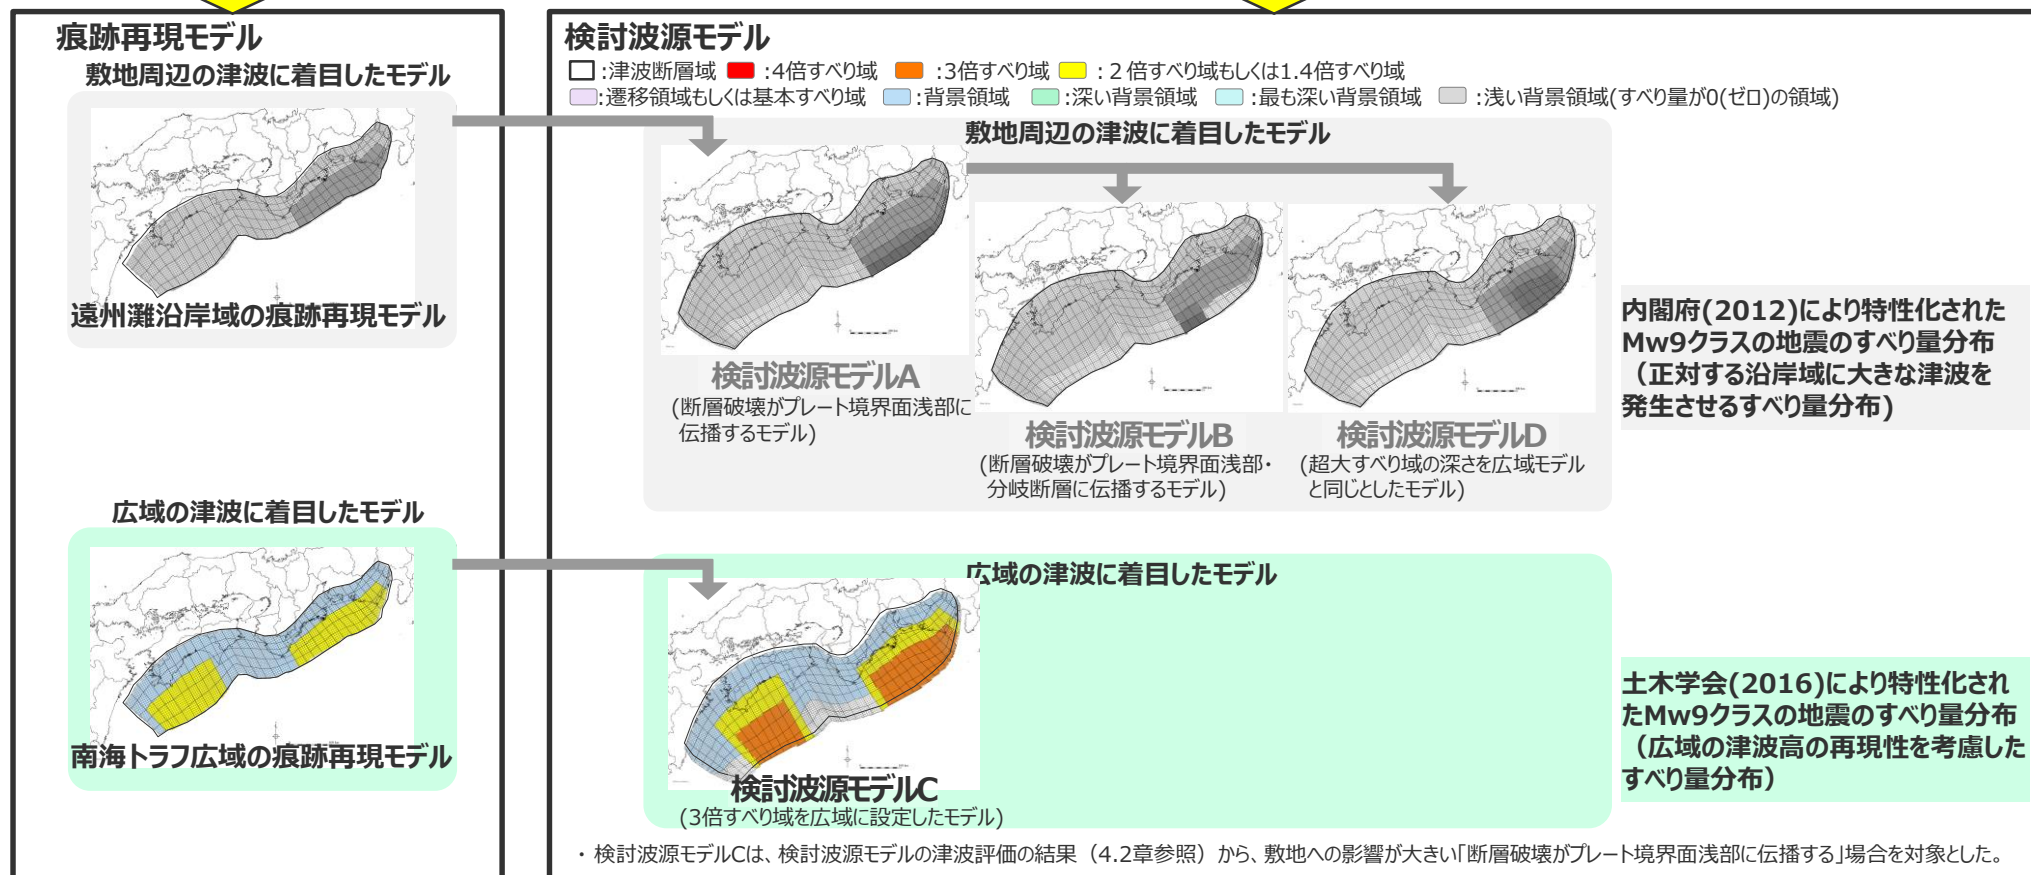 痕跡再現モデル
敷地周辺の津波に着目したモデル
遠州灘沿岸域の痕跡再現モデル
広域の津波に着目したモデル
南海トラフ広域の痕跡再現モデル
検討波源モデル
:津波断層域 :4倍すべり域 :3倍すべり域 :２倍すべり域もしくは1.4倍すべり域
:遷移領域もしくは基本すべり域 :背景領域 :深い背景領域 :最も深い背景領域 :浅い背景領域(すべり量が0(ゼロ)の領域)
敷地周辺の津波に着目したモデル
検討波源モデルA
(断層破壊がプレート境界面浅部に
伝播するモデル)
検討波源モデルB
(断層破壊がプレート境界面浅部・
分岐断層に伝播するモデル)
検討波源モデルD
(超大すべり域の深さを広域モデル
と同じとしたモデル)
内閣府(2012)により特性化された
Mw9クラスの地震のすべり量分布
（正対する沿岸域に大きな津波を
発生させるすべり量分布)
広域の津波に着目したモデル
検討波源モデルC
(3倍すべり域を広域に設定したモデル)
土木学会(2016)により特性化され
たMw9クラスの地震のすべり量分布
（広域の津波高の再現性を考慮した
すべり量分布）
・検討波源モデルCは、検討波源モデルの津波評価の結果（4.2章参照）から、敷地への影響が大きい「断層破壊がプレート境界面浅部に伝播する」場合を対象とした。